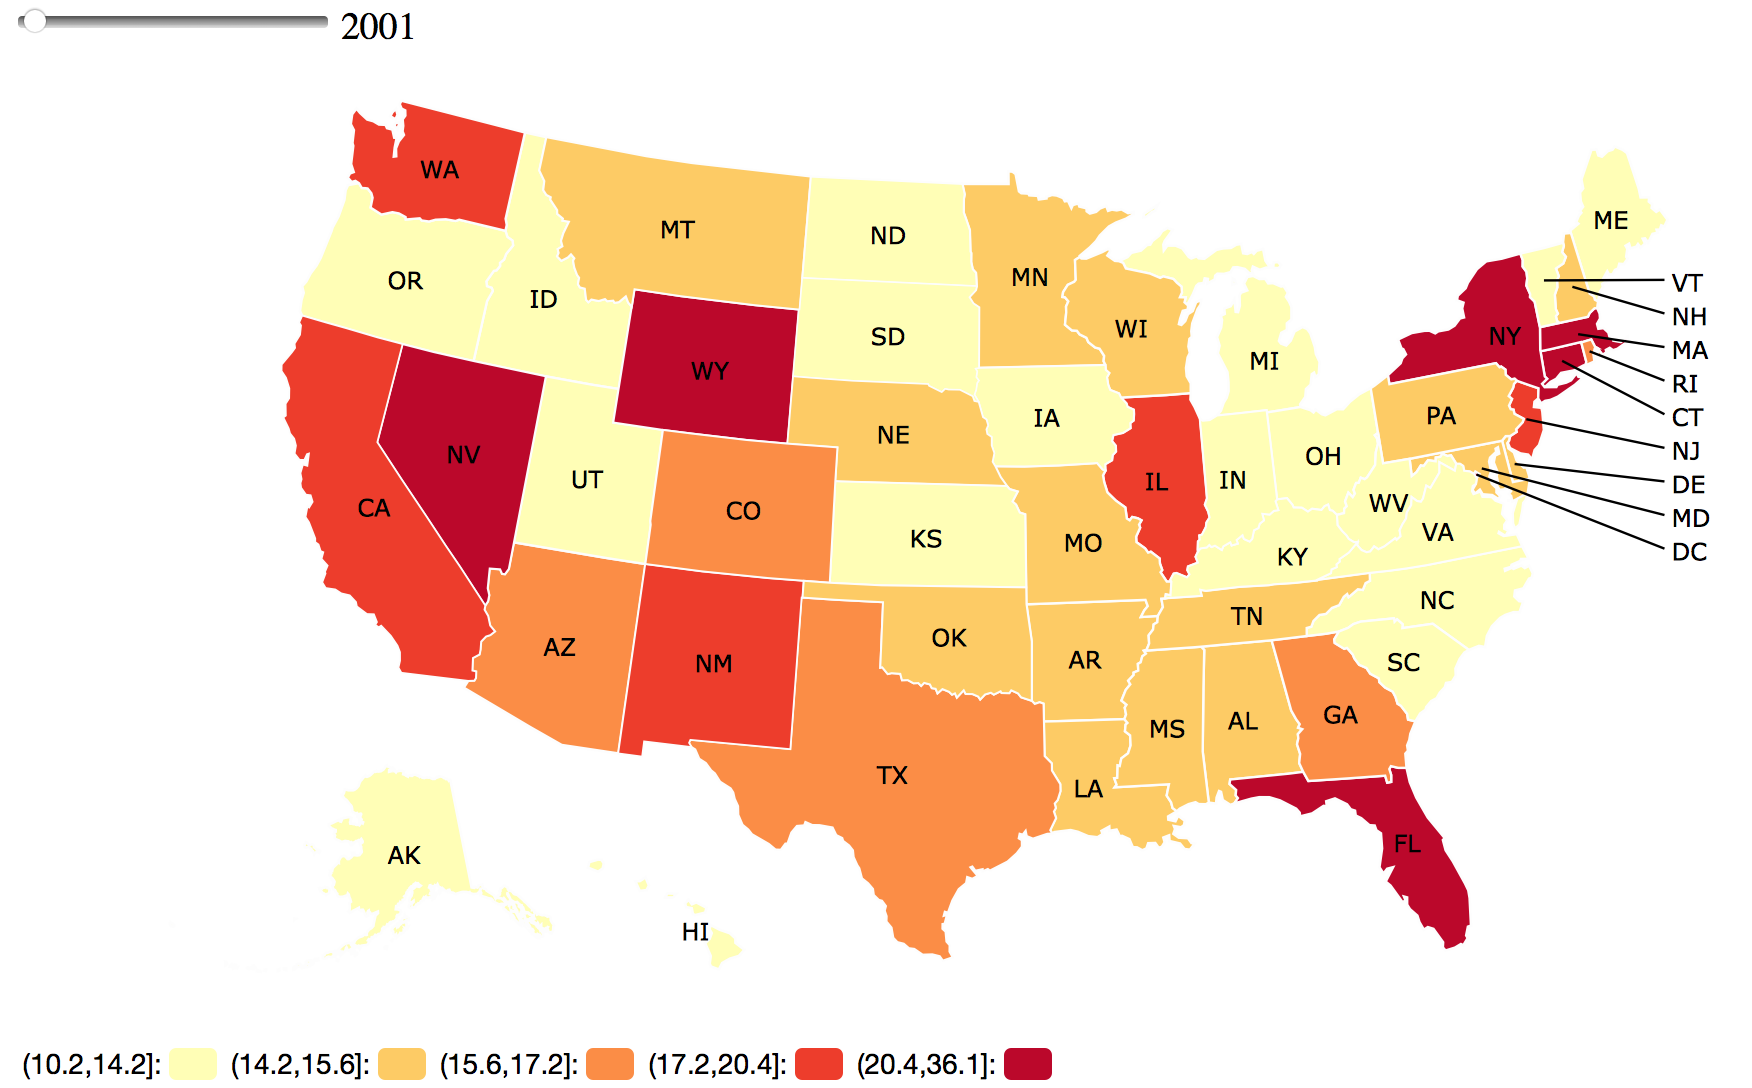 2001
WA
MT
ND
ME
OR
ID
MN
VT
NH
SD
WI
NY
MA
WY
MI
RI
IA
PA
CT
NE
NV
OH
NJ
UT
IL
IN
DE
CA
CO
WV
MD
KS
MO
VA
DC
KY
NC
TN
AZ
OK
NM
AR
SC
GA
MS
AL
TX
LA
FL
AK
HI
(10.2,14.2]: (14.2,15.6]: (15.6,17.2]: (17.2,20.4]: (20.4,36.1]: